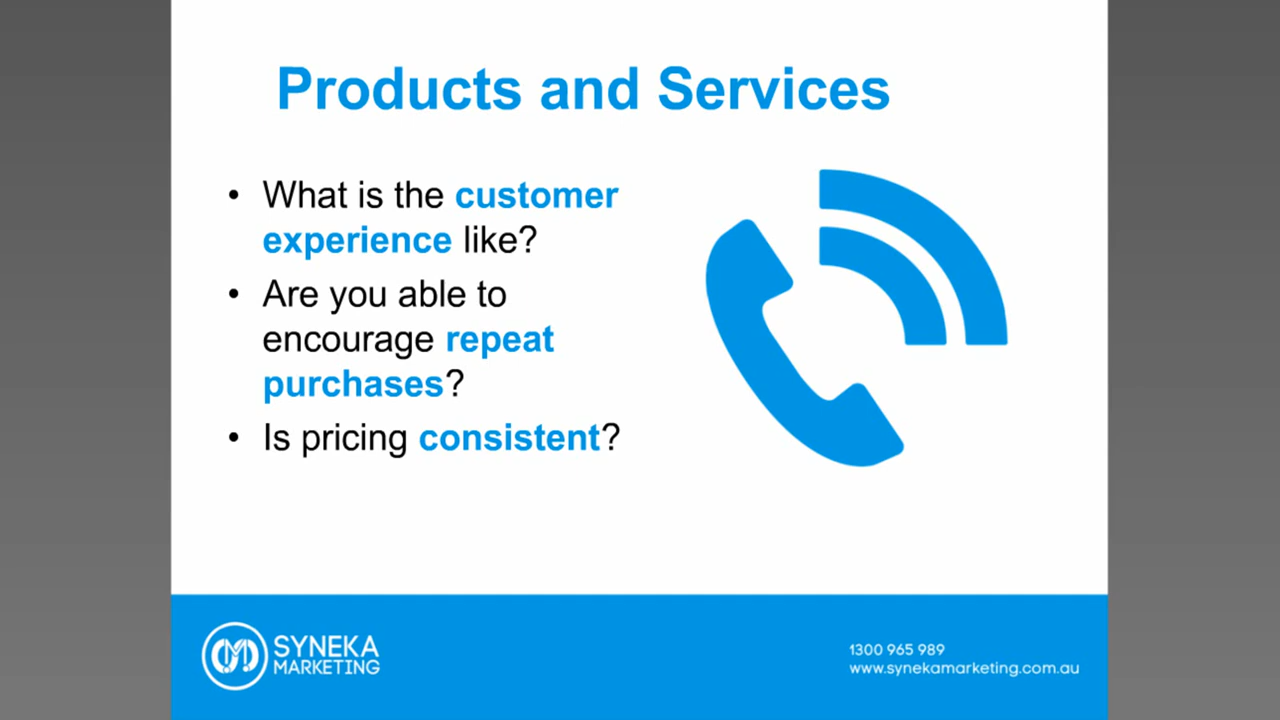 Products and Services
• What is the customer
experience like?
• Are you able to
encourage repeat
purchases?
• Is pricing consistent?
SYNEKA
MARKETING
1300 965 989
www.synekamarketing.com.au